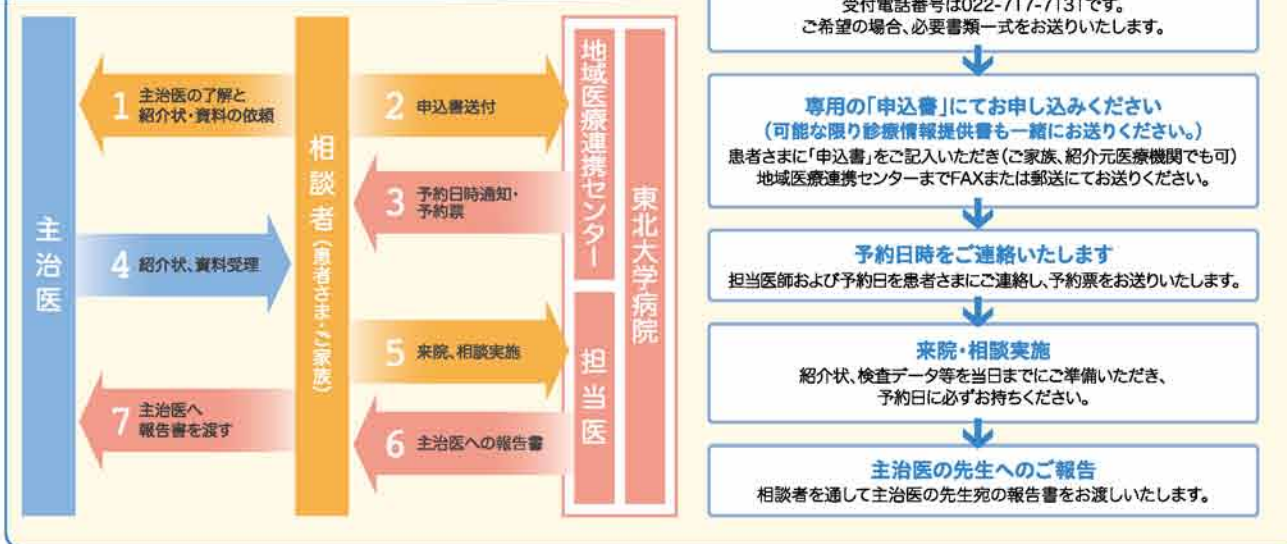 主治医
1 主治医の了解と
紹介状・資料の依頼
4 紹介状、資料受理
7 主治医へ
報告書を渡す
相談者(患者さま・ご家族)
2 申込書送付
3 予約日時通知・
予約票
5 来院、相談実施
6 主治医への報告書
地域医療連携センター
担当医
東北大学病院
受付電話番号は022-717-7131です。
ご希望の場合、必要書類一式をお送りいたします。
専用の「申込書」にてお申し込みください
(可能な限り診療情報提供書も一緒にお送りください。)
患者さまに「申込書」をご記入いただき(ご家族、紹介元医療機関でも可)
地域医療連携センターまでFAXまたは郵送にてお送りください。
予約日時をご連絡いたします
担当医師および予約日を患者さまにご連絡し、予約票をお送りいたします。
来院・相談実施
紹介状、検査データ等を当日までにご準備いただき、
予約日に必ずお持ちください。
主治医の先生へのご報告
相談者を通して主治医の先生宛の報告書をお渡しいたします。